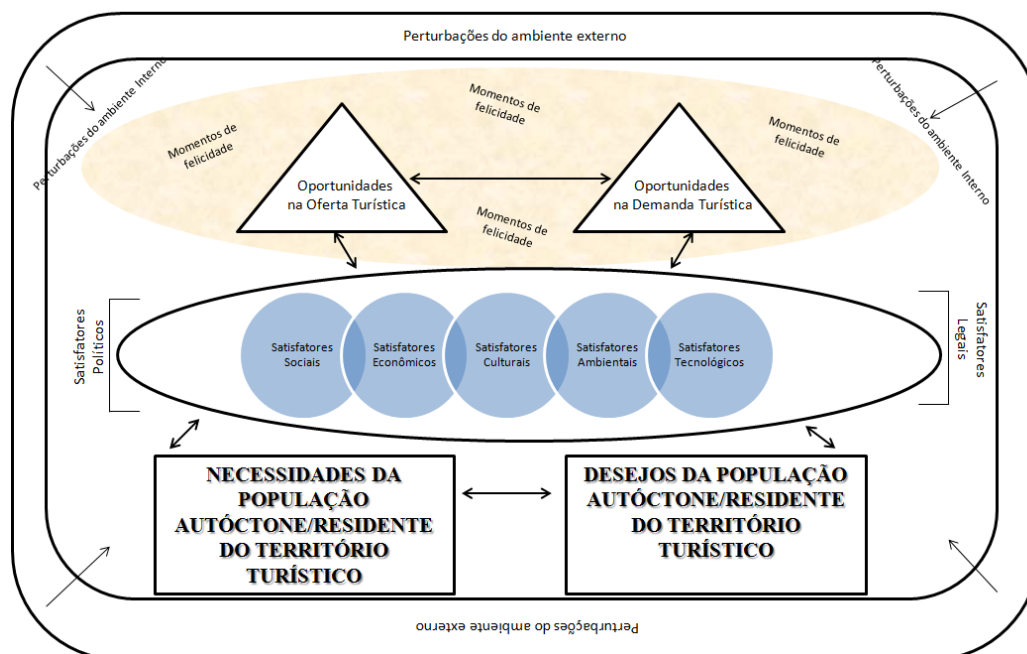 Perturbações do ambiente externo
Perturbações do ambiente Interno
Perturbações do ambiente Interno
Momentos de
felicidade
Momentos de
felicidade
Momentos de
felicidade
Oportunidades
na Oferta Turística
Oportunidades
na Demanda Turística
Momentos de
felicidade
Satisfatores
Políticos
Satisfatores
Sociais
Satisfatores
Econômicos
Satisfatores
Culturais
Satisfatores
Ambientais
Satisfatores
Tecnológicos
Satisfatores
Legais
NECESSIDADES DA
POPULAÇÃO
AUTÓCTONE/RESIDENTE
DO TERRITÓRIO
TURÍSTICO
DESEJOS DA POPULAÇÃO
AUTÓCTONE/RESIDENTE
DO TERRITÓRIO
TURÍSTICO
Perturbações do ambiente externo